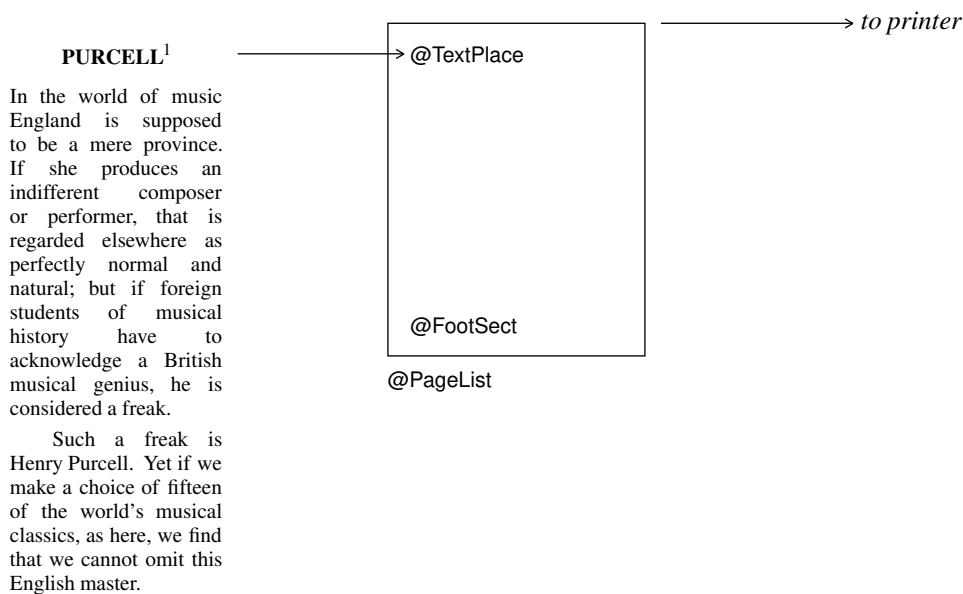 PURCELL1
In the world of music
England is supposed
to be a mere province.
If she produces an
indifferent composer
or performer, that is
regarded elsewhere as
perfectly normal and
natural; but if foreign
students of musical
history have to
acknowledge a British
musical genius, he is
considered a freak.
Such a freak is
Henry Purcell. Yet if we
make a choice of fifteen
of the world's musical
classics, as here, we find
that we cannot omit this
English master.
@TextPlace
@FootSect
@PageList
to printer